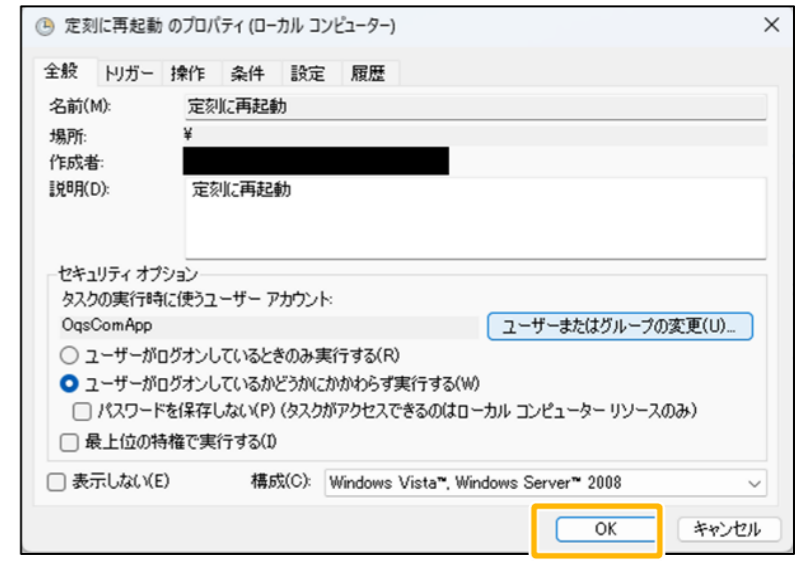 定刻に再起動 のプロパティ (ローカル コンピューター)
全般 トリガー 操作 条件 設定 履歴
名前(M): 定刻に再起動
場所: ¥
作成者:
説明(D): 定刻に再起動
セキュリティ オプション
タスクの実行時に使うユーザー アカウント:
OqsComApp ユーザーまたはグループの変更(U)...
ユーザーがログオンしているときのみ実行する(R)
ユーザーがログオンしているかどうかにかかわらず実行する(W)
パスワードを保存しない(P) (タスクがアクセスできるのはローカル コンピューター リソースのみ)
最上位の特権で実行する(I)
表示しない(E) 構成(C): Windows Vista™, Windows Server™ 2008
OK キャンセル